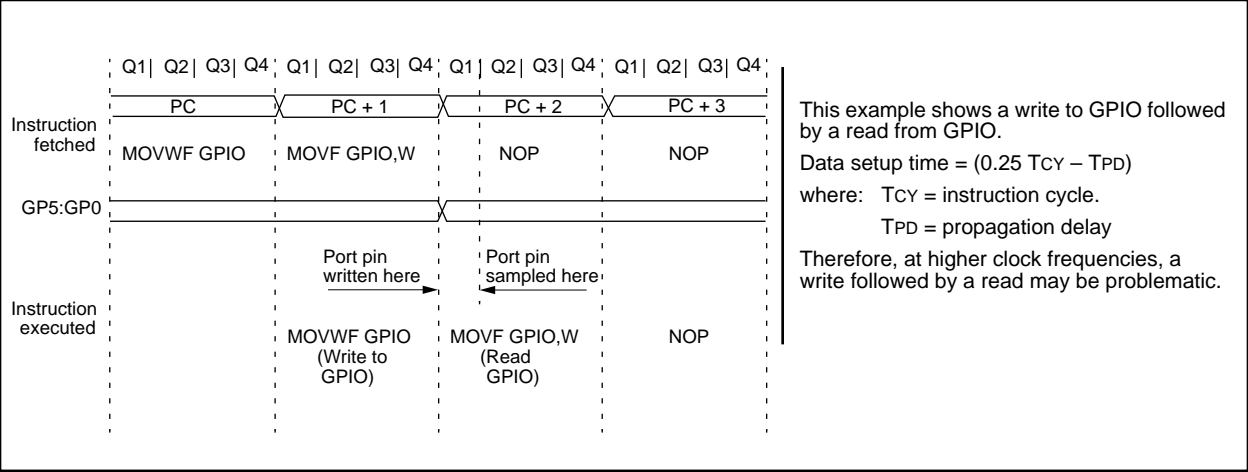 Q1| Q2| Q3| Q4 Q1| Q2| Q3| Q4 Q1| Q2| Q3| Q4 Q1| Q2| Q3| Q4
PC PC + 1 PC + 2 PC + 3
Instruction
fetched
MOVWF GPIO MOVF GPIO,W NOP NOP
GP5:GP0
Port pin
written here
Port pin
sampled here
Instruction
executed
MOVWF GPIO
(Write to
GPIO)
MOVF GPIO,W
(Read
GPIO)
NOP
This example shows a write to GPIO followed
by a read from GPIO.
Data setup time = (0.25 TCY – TPD)
where: TCY = instruction cycle.
TPD = propagation delay
Therefore, at higher clock frequencies, a
write followed by a read may be problematic.